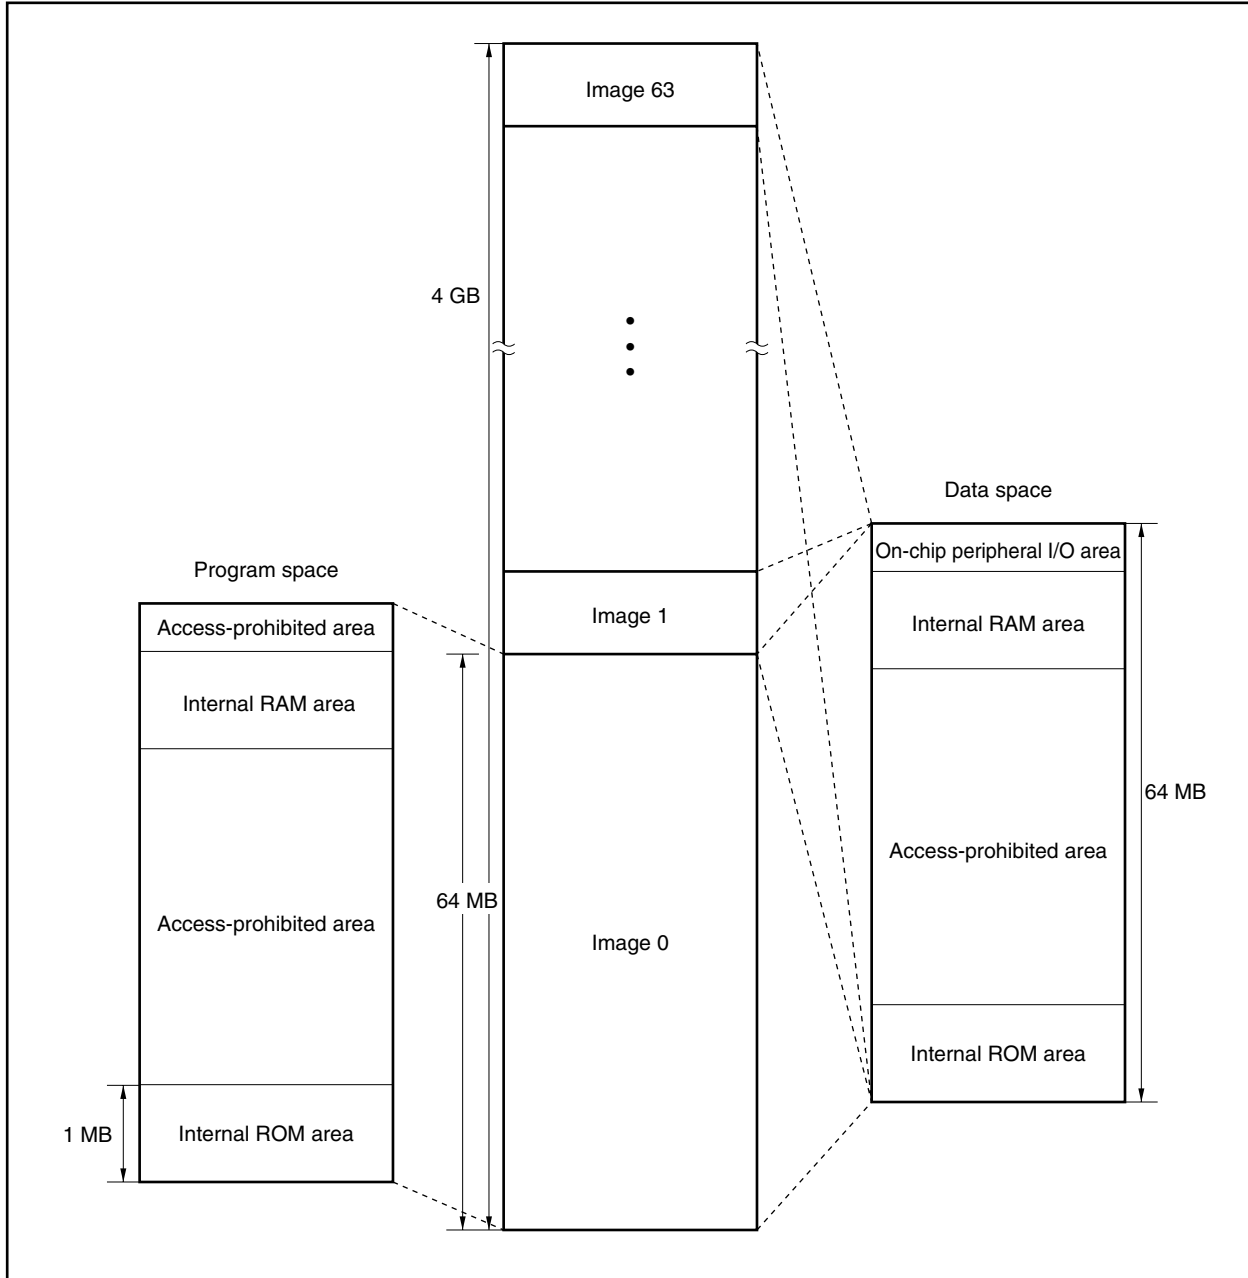 Image 63
4 GB
Data space
On-chip peripheral I/O area
Program space
Image 1
Internal RAM area
Access-prohibited area
Internal RAM area
64 MB
Access-prohibited area
64 MB
Access-prohibited area
Image 0
Internal ROM area
1 MB
Internal ROM area